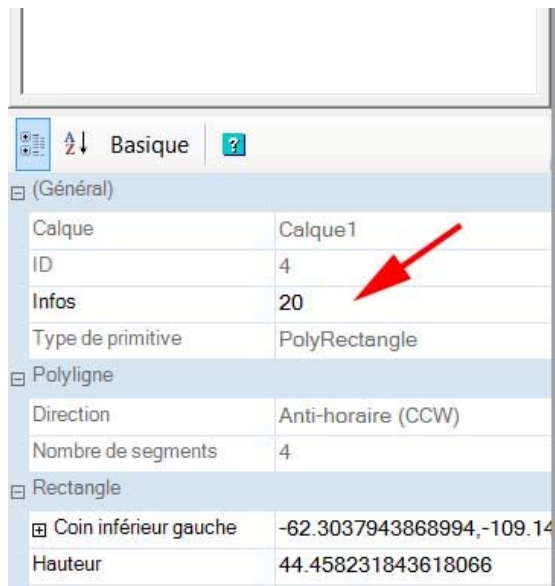 Basique
(Général)
Calque Calque1
ID 4
Infos 20
Type de primitive PolyRectangle
Polyligne
Direction Anti-horaire (CCW)
Nombre de segments 4
Rectangle
Coin inférieur gauche -62.3037943868994,-109.14
Hauteur 44.458231843618066